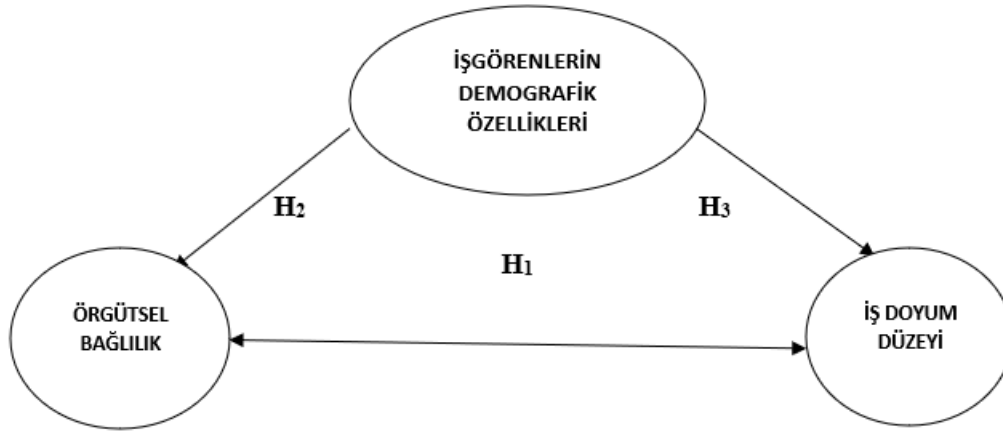 İŞGÖRENLERİN
DEMOGRAFİK
ÖZELLİKLERİ
H₂
H₃
H₁
ÖRGÜTSEL
BAĞLILIK
İŞ DOYUM
DÜZEYİ